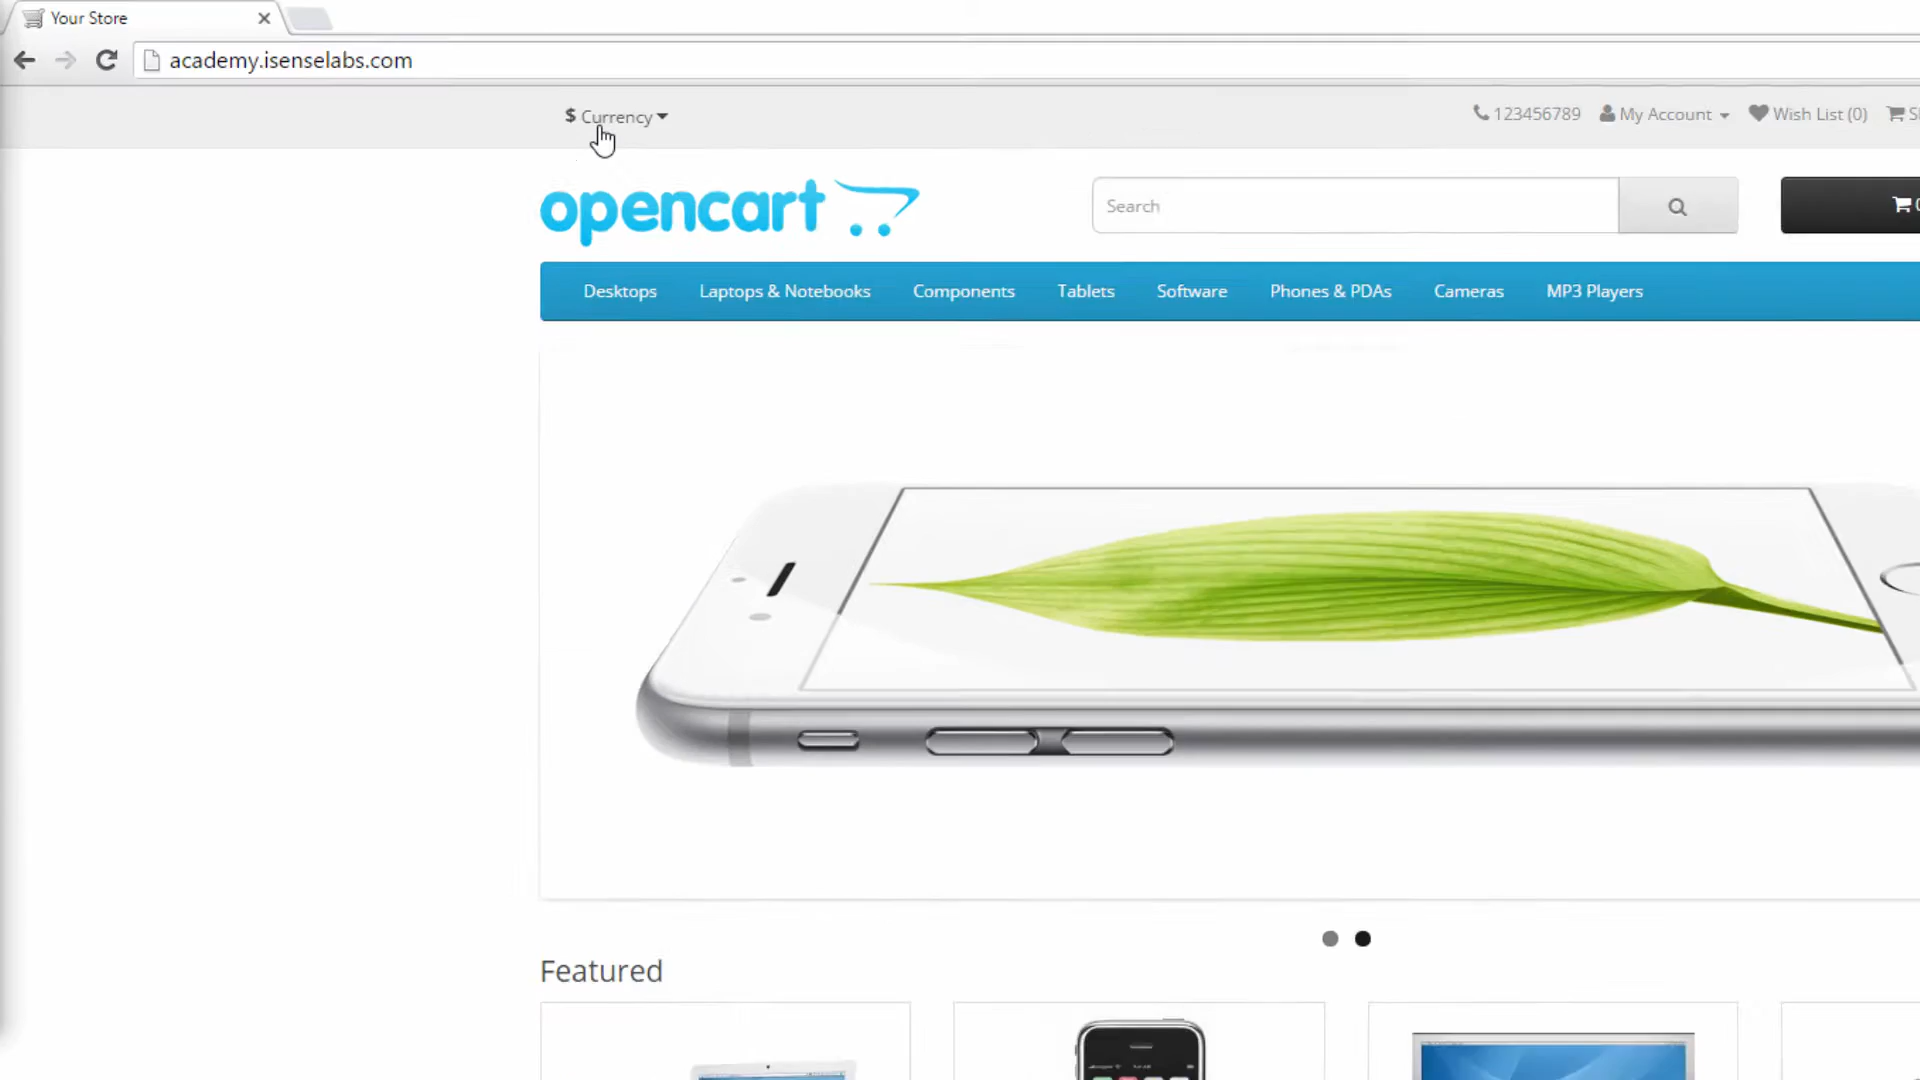 Your Store
academy.isenselabs.com
$ Currency
123456789
My Account
Wish List (0)
opencart
Search
Desktops
Laptops & Notebooks
Components
Tablets
Software
Phones & PDAs
Cameras
MP3 Players
Featured